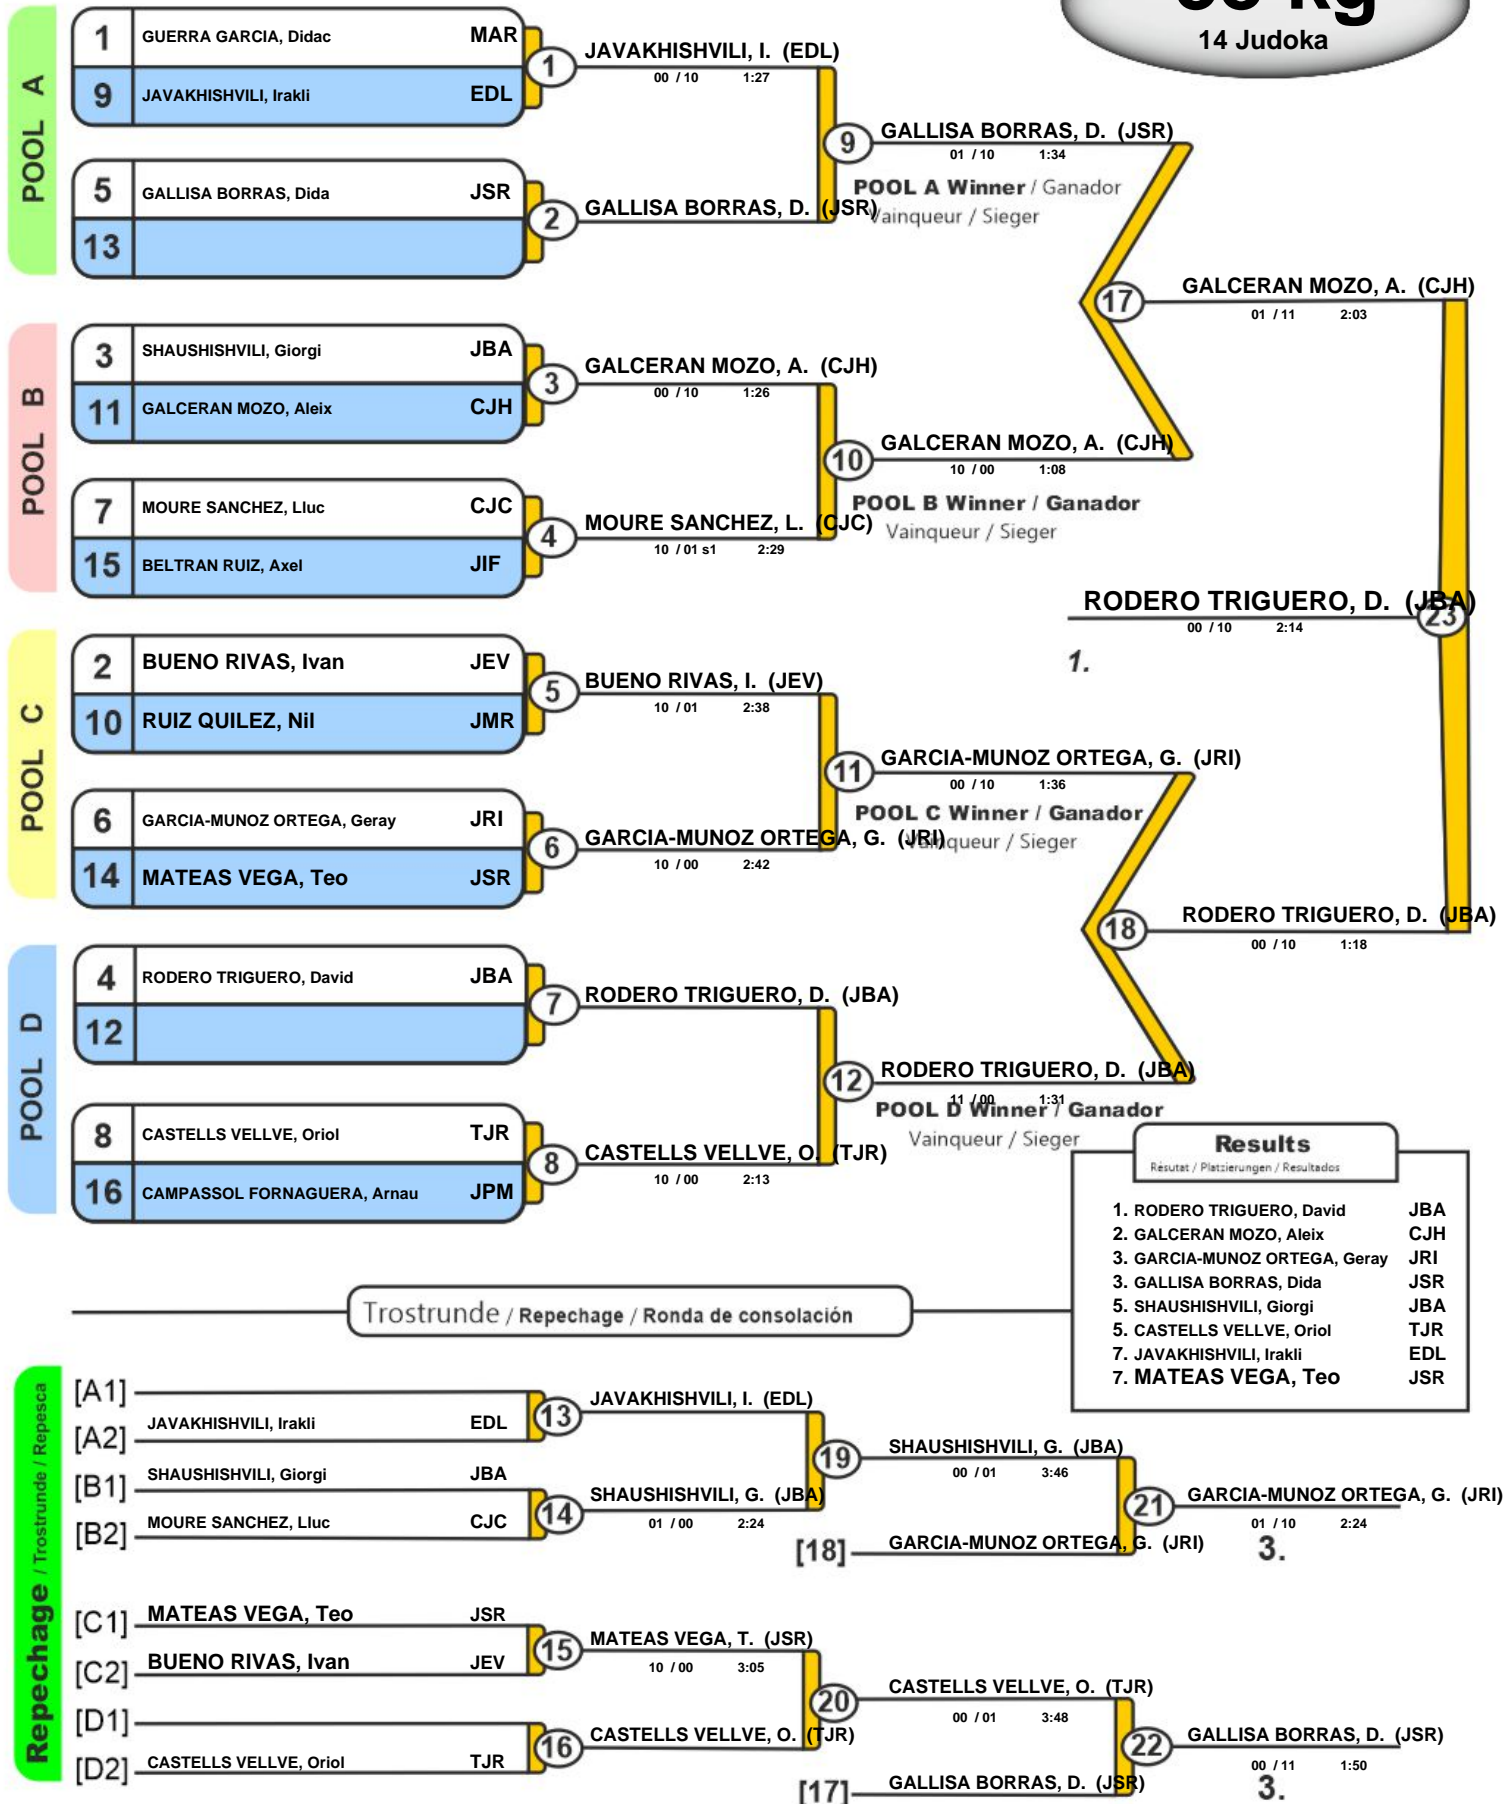 14 Judoka
POOL A
1 GUERRA GARCIA, Didac MAR
9 JAVAKHISHVILI, Irakli EDL
1
JAVAKHISHVILI, I. (EDL)
00 / 10 1:27
5 GALLISA BORRAS, Dida JSR
13
2
GALLISA BORRAS, D. (JSR)
9
GALLISA BORRAS, D. (JSR)
01 / 10 1:34
POOL A Winner / Ganador
Vainqueur / Sieger
17
GALCERAN MOZO, A. (CJH)
01 / 11 2:03
POOL B
3 SHAUSHISHVILI, Giorgi JBA
11 GALCERAN MOZO, Aleix CJH
3
GALCERAN MOZO, A. (CJH)
00 / 10 1:26
7 MOURE SANCHEZ, Lluc CJC
15 BELTRAN RUIZ, Axel JIF
4
MOURE SANCHEZ, L. (CJC)
10 / 01 s1 2:29
10
GALCERAN MOZO, A. (CJH)
10 / 00 1:08
POOL B Winner / Ganador
Vainqueur / Sieger
RODERO TRIGUERO, D. (JBA)
23
00 / 10 2:14
1.
POOL C
2 BUENO RIVAS, Ivan JEV
10 RUIZ QUILEZ, Nil JMR
5
BUENO RIVAS, I. (JEV)
10 / 01 2:38
6 GARCIA-MUNOZ ORTEGA, Geray JRI
14 MATEAS VEGA, Teo JSR
6
GARCIA-MUNOZ ORTEGA, G. (JRI)
10 / 00 2:42
11
GARCIA-MUNOZ ORTEGA, G. (JRI)
00 / 10 1:36
POOL C Winner / Ganador
Vainqueur / Sieger
18
RODERO TRIGUERO, D. (JBA)
00 / 10 1:18
POOL D
4 RODERO TRIGUERO, David JBA
12
7
RODERO TRIGUERO, D. (JBA)
8 CASTELLS VELLVE, Oriol TJR
16 CAMPASSOL FORNAGUERA, Arnau JPM
8
CASTELLS VELLVE, O. (TJR)
10 / 00 2:13
12
RODERO TRIGUERO, D. (JBA)
11 / 00 1:31
POOL D Winner / Ganador
Vainqueur / Sieger
Results
Résutat / Platzierungen / Resultados
1. RODERO TRIGUERO, David JBA
2. GALCERAN MOZO, Aleix CJH
3. GARCIA-MUNOZ ORTEGA, Geray JRI
3. GALLISA BORRAS, Dida JSR
5. SHAUSHISHVILI, Giorgi JBA
5. CASTELLS VELLVE, Oriol TJR
7. JAVAKHISHVILI, Irakli EDL
7. MATEAS VEGA, Teo JSR
Trostrunde / Repechage / Ronda de consolación
Repechage / Trostrunde / Repesca
[A1]
[A2] JAVAKHISHVILI, Irakli EDL
13
JAVAKHISHVILI, I. (EDL)
[B1] SHAUSHISHVILI, Giorgi JBA
[B2] MOURE SANCHEZ, Lluc CJC
14
SHAUSHISHVILI, G. (JBA)
01 / 00 2:24
19
SHAUSHISHVILI, G. (JBA)
00 / 01 3:46
[18] GARCIA-MUNOZ ORTEGA, G. (JRI)
21
GARCIA-MUNOZ ORTEGA, G. (JRI)
01 / 10 2:24
3.
[C1] MATEAS VEGA, Teo JSR
[C2] BUENO RIVAS, Ivan JEV
15
MATEAS VEGA, T. (JSR)
10 / 00 3:05
[D1]
[D2] CASTELLS VELLVE, Oriol TJR
16
CASTELLS VELLVE, O. (TJR)
20
CASTELLS VELLVE, O. (TJR)
00 / 01 3:48
[17] GALLISA BORRAS, D. (JSR)
22
GALLISA BORRAS, D. (JSR)
00 / 11 1:50
3.